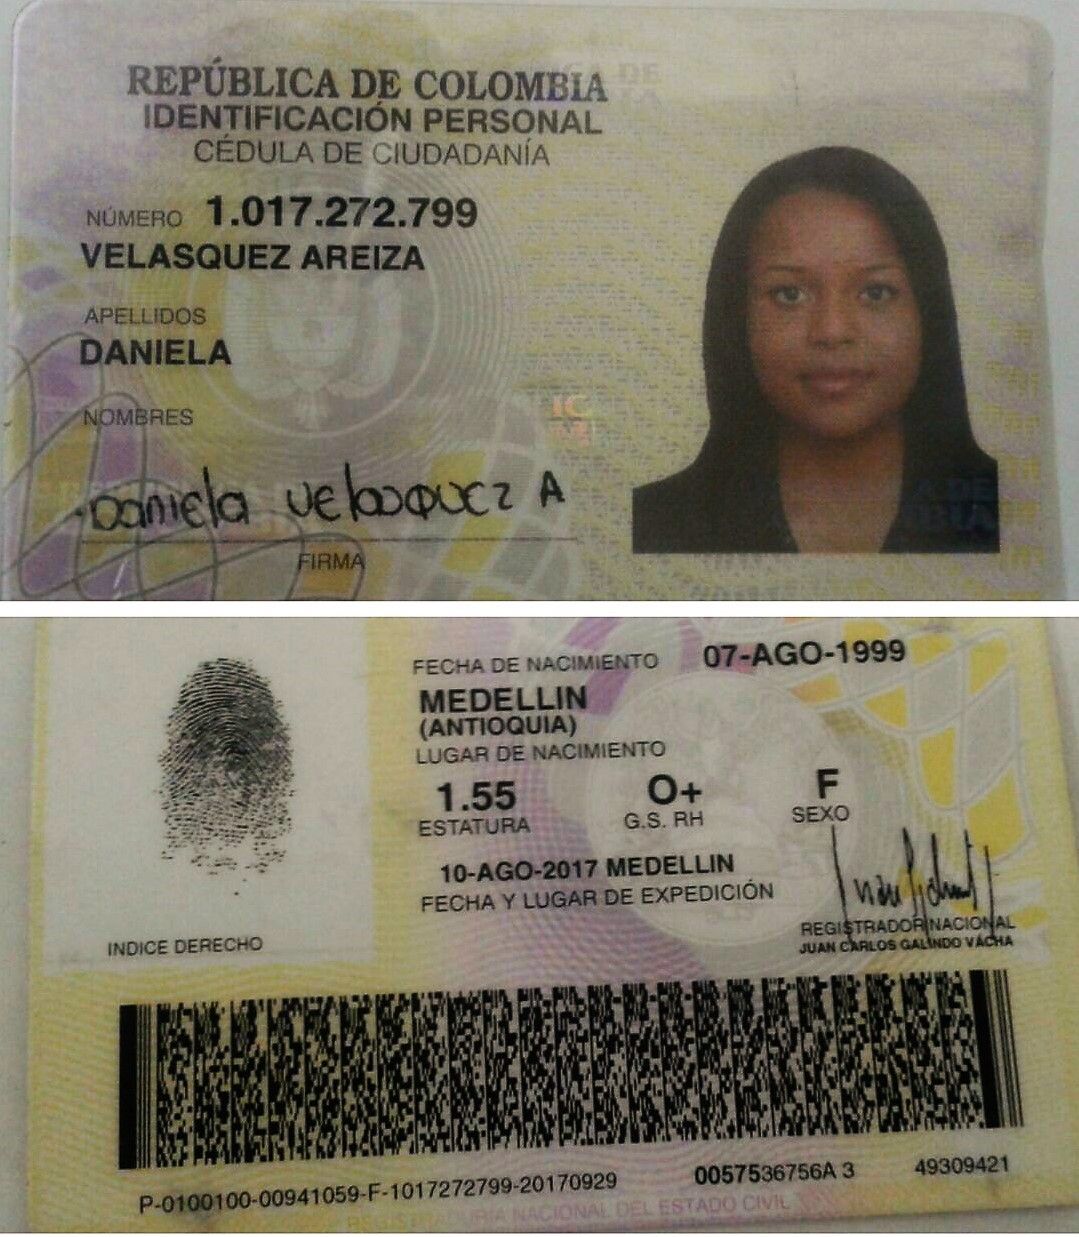 REPÚBLICA DE COLOMBIA
IDENTIFICACIÓN PERSONAL
CÉDULA DE CIUDADANÍA
NÚMERO 1.017.272.799
VELASQUEZ AREIZA
APELLIDOS
DANIELA
NOMBRES
Daniela Velasquez A
FIRMA
FECHA DE NACIMIENTO 07-AGO-1999
MEDELLIN
(ANTIOQUIA)
LUGAR DE NACIMIENTO
1.55 O+ F
ESTATURA G.S. RH SEXO
10-AGO-2017 MEDELLIN
FECHA Y LUGAR DE EXPEDICIÓN
REGISTRADOR NACIONAL
JUAN CARLOS GALINDO VÁCHA
INDICE DERECHO
P-0100100-00941059-F-1017272799-20170929 0057536756A 3 49309421
REGISTRADURIA NACIONAL DEL ESTADO CIVIL